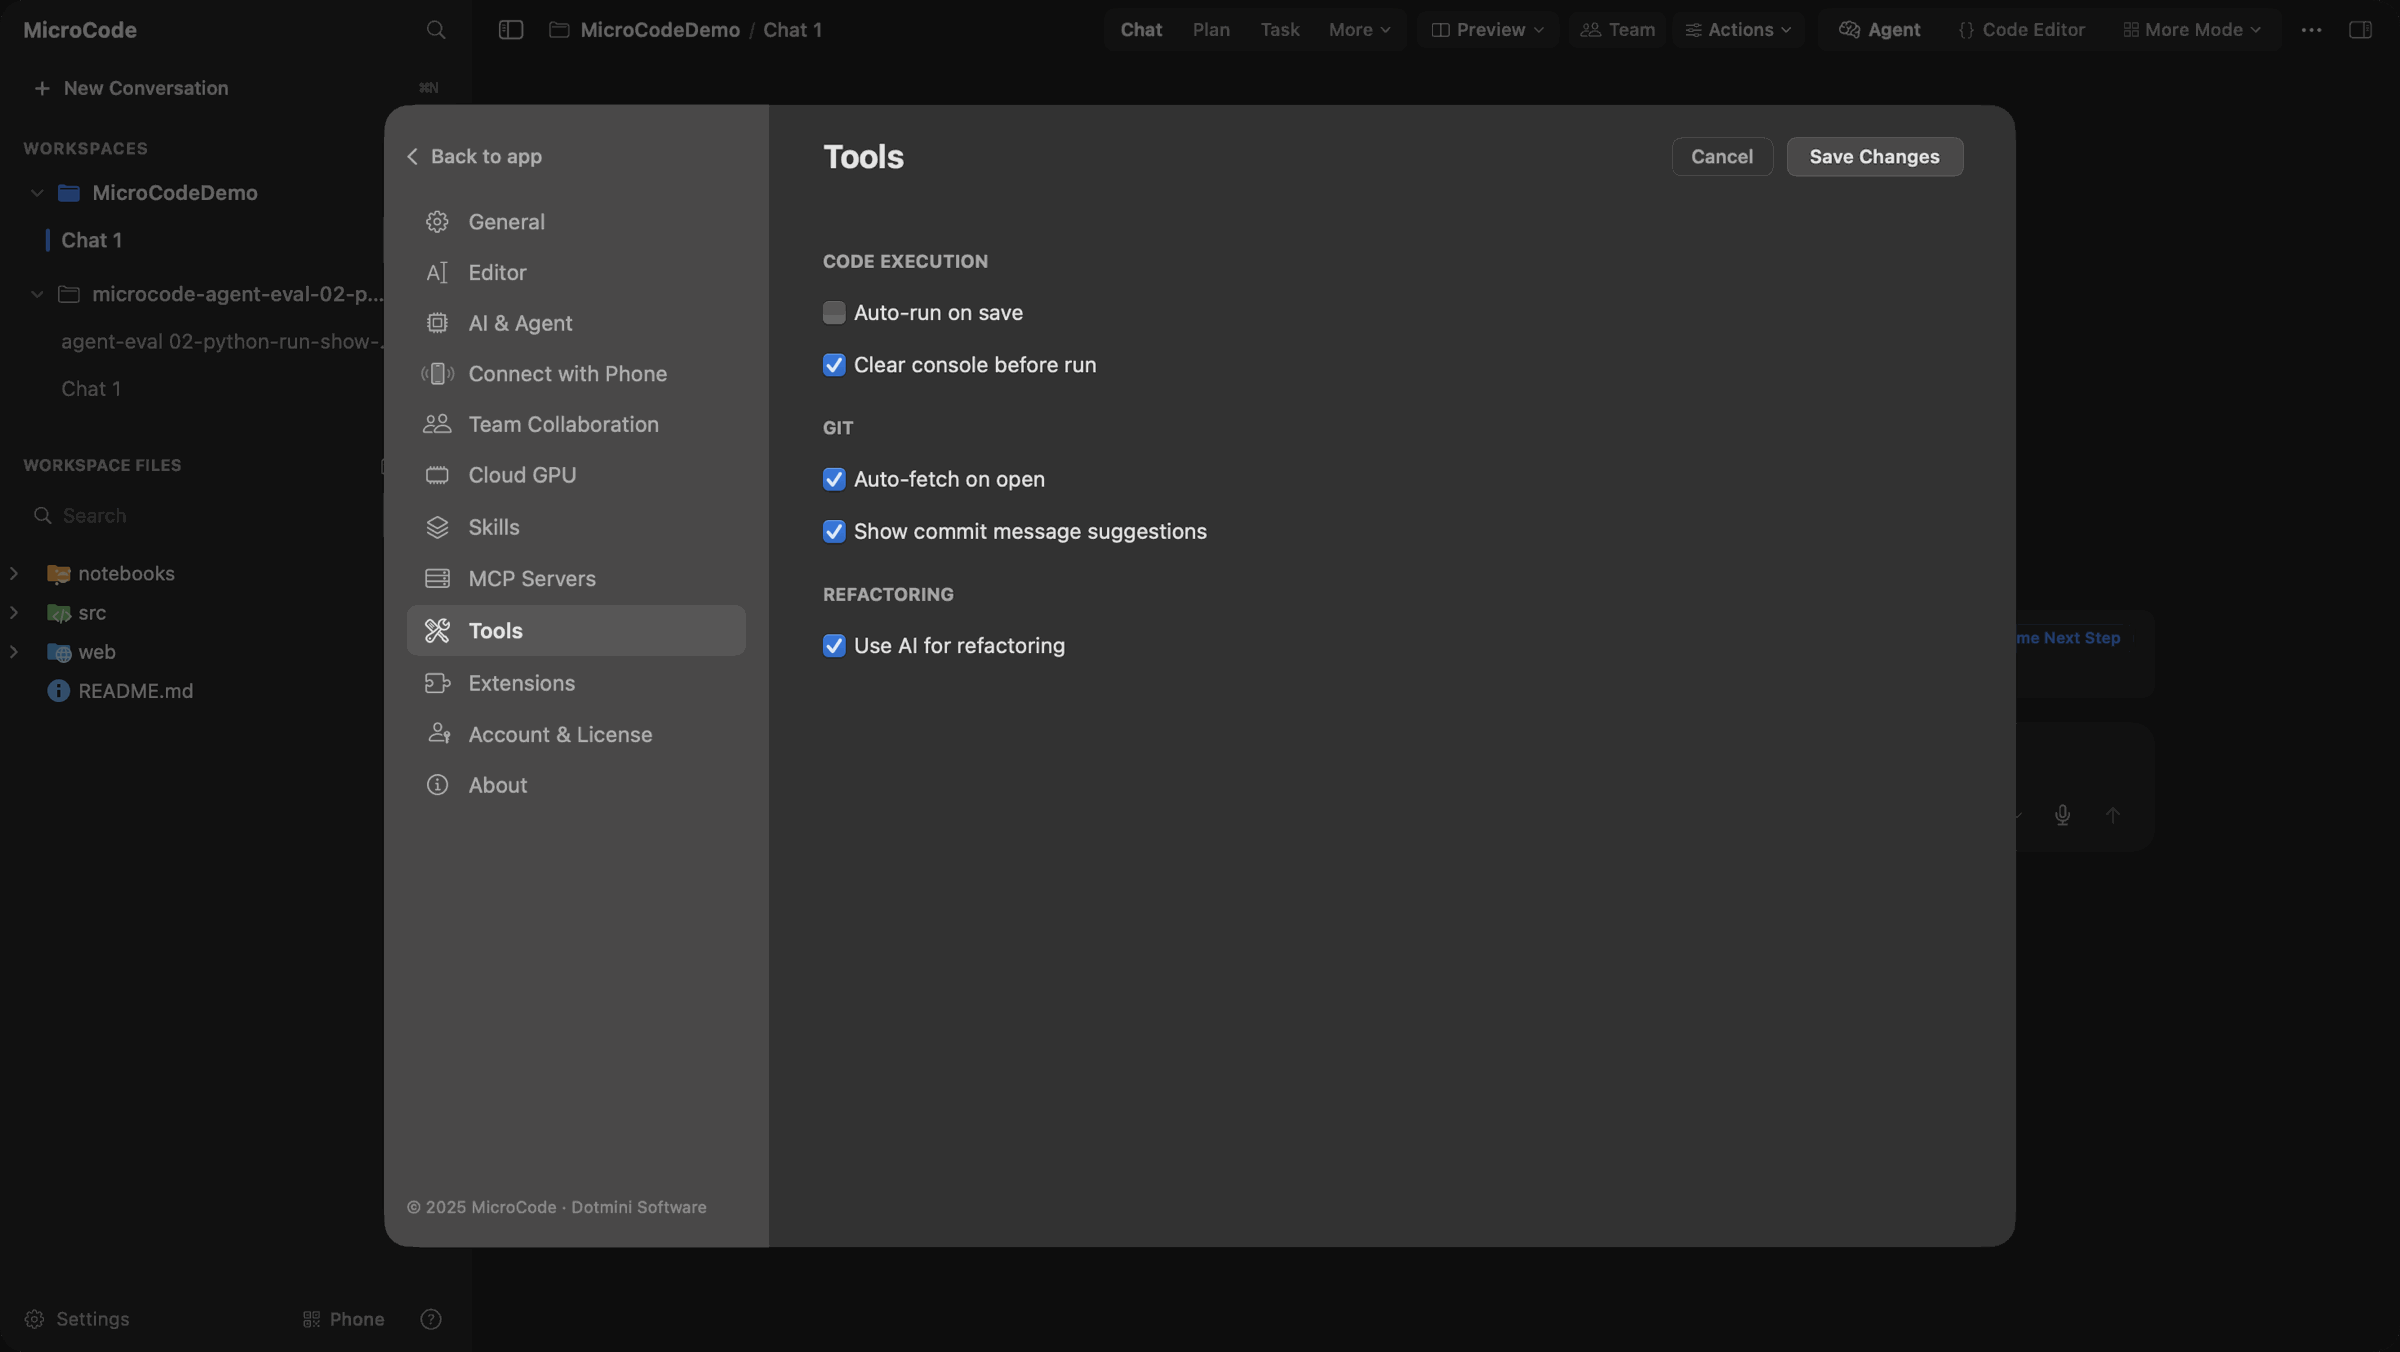 MicroCode
MicroCodeDemo / Chat 1
Chat
Plan
Task
More
Preview
Team
Actions
Agent
Code Editor
More Mode
New Conversation
⌘N
WORKSPACES
MicroCodeDemo
Chat 1
microcode-agent-eval-02-p...
agent-eval 02-python-run-show-
Chat 1
WORKSPACE FILES
Search
notebooks
src
web
README.md
Settings
Phone
Back to app
General
Editor
AI & Agent
Connect with Phone
Team Collaboration
Cloud GPU
Skills
MCP Servers
Tools
Extensions
Account & License
About
© 2025 MicroCode · Dotmini Software
Tools
Cancel
Save Changes
CODE EXECUTION
Auto-run on save
Clear console before run
GIT
Auto-fetch on open
Show commit message suggestions
REFACTORING
Use AI for refactoring
me Next Step